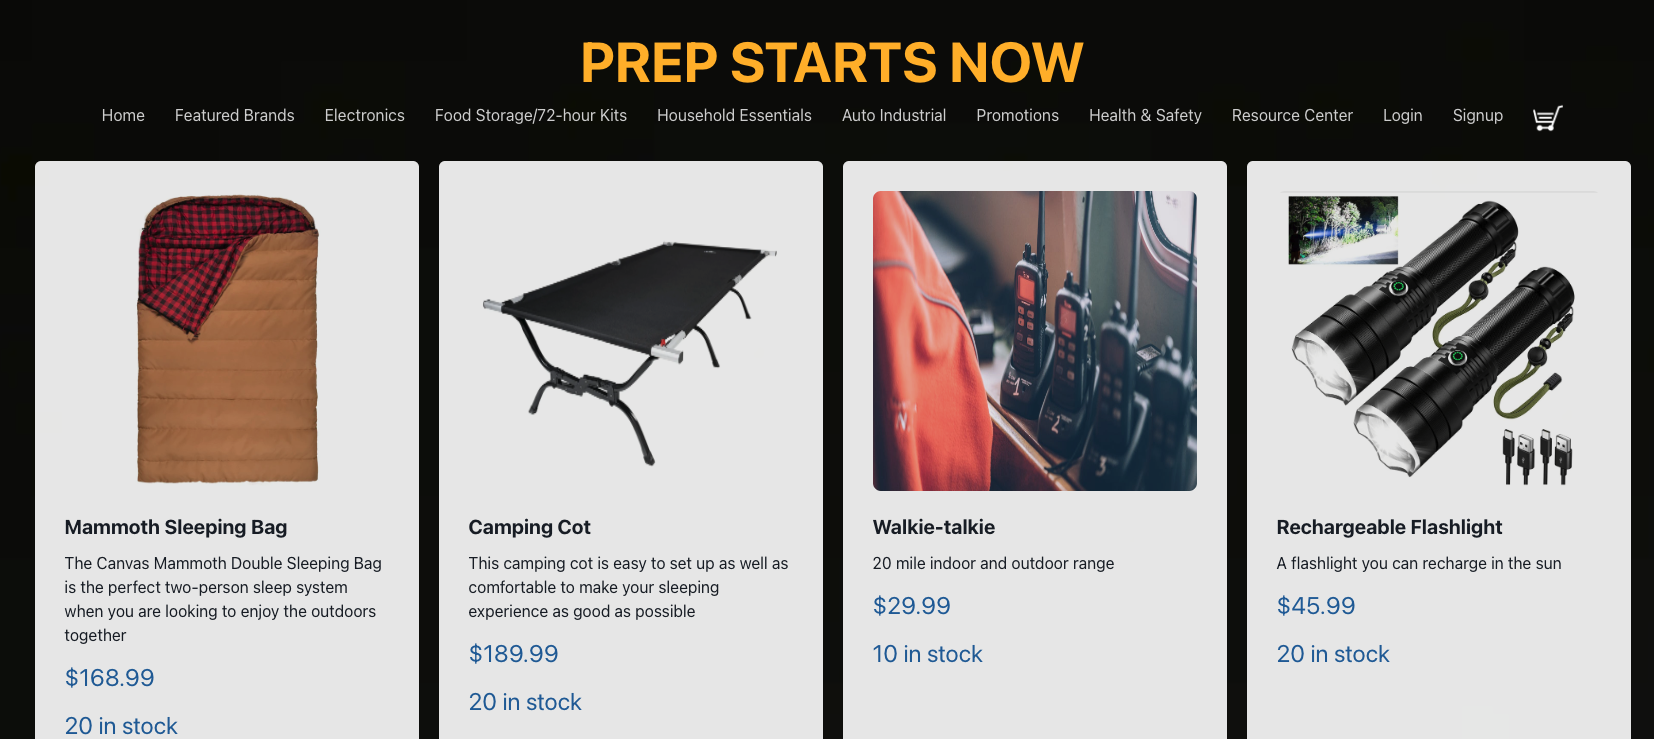 PREP STARTS NOW
Home Featured Brands Electronics Food Storage/72-hour Kits Household Essentials Auto Industrial Promotions Health & Safety Resource Center Login Signup
1
2
3
Mammoth Sleeping Bag
The Canvas Mammoth Double Sleeping Bag
is the perfect two-person sleep system
when you are looking to enjoy the outdoors
together
$168.99
20 in stock
Camping Cot
This camping cot is easy to set up as well as
comfortable to make your sleeping
experience as good as possible
$189.99
20 in stock
Walkie-talkie
20 mile indoor and outdoor range
$29.99
10 in stock
Rechargeable Flashlight
A flashlight you can recharge in the sun
$45.99
20 in stock